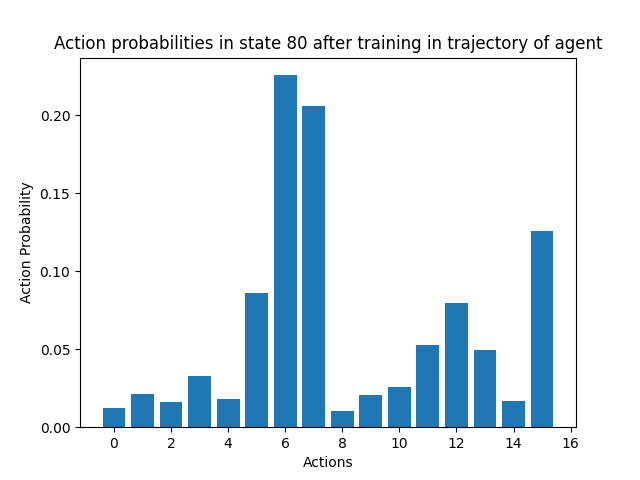 Action probabilities in state 80 after training in trajectory of agent
Action Probability
0.20
0.15
0.10
0.05
0.00
0 2 4 6 8 10 12 14 16
Actions